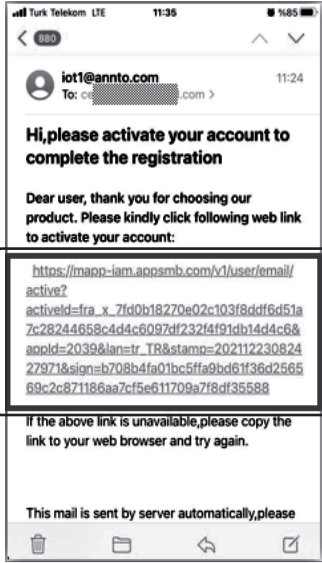 Turk Telekom LTE 11:35 %85
880
iot1@annto.com 11:24
To: ce .com >
Hi,please activate your account to
complete the registration
Dear user, thank you for choosing our
product. Please kindly click following web link
to activate your account:
https://mapp-iam.appsmb.com/v1/user/email/
active?
activeId=fra_x_7fd0b18270e02c103f8ddf6d51a
7c28244658c4d4c6097df232f4f91db14d4c6&
appId=2039&lan=tr_TR&stamp=202112230824
27971&sign=b708b4fa01bc5ffa9bd61f36d2565
69c2c871186aa7cf5e611709a7f8df35588
If the above link is unavailable,please copy the
link to your web browser and try again.
This mail is sent by server automatically,please